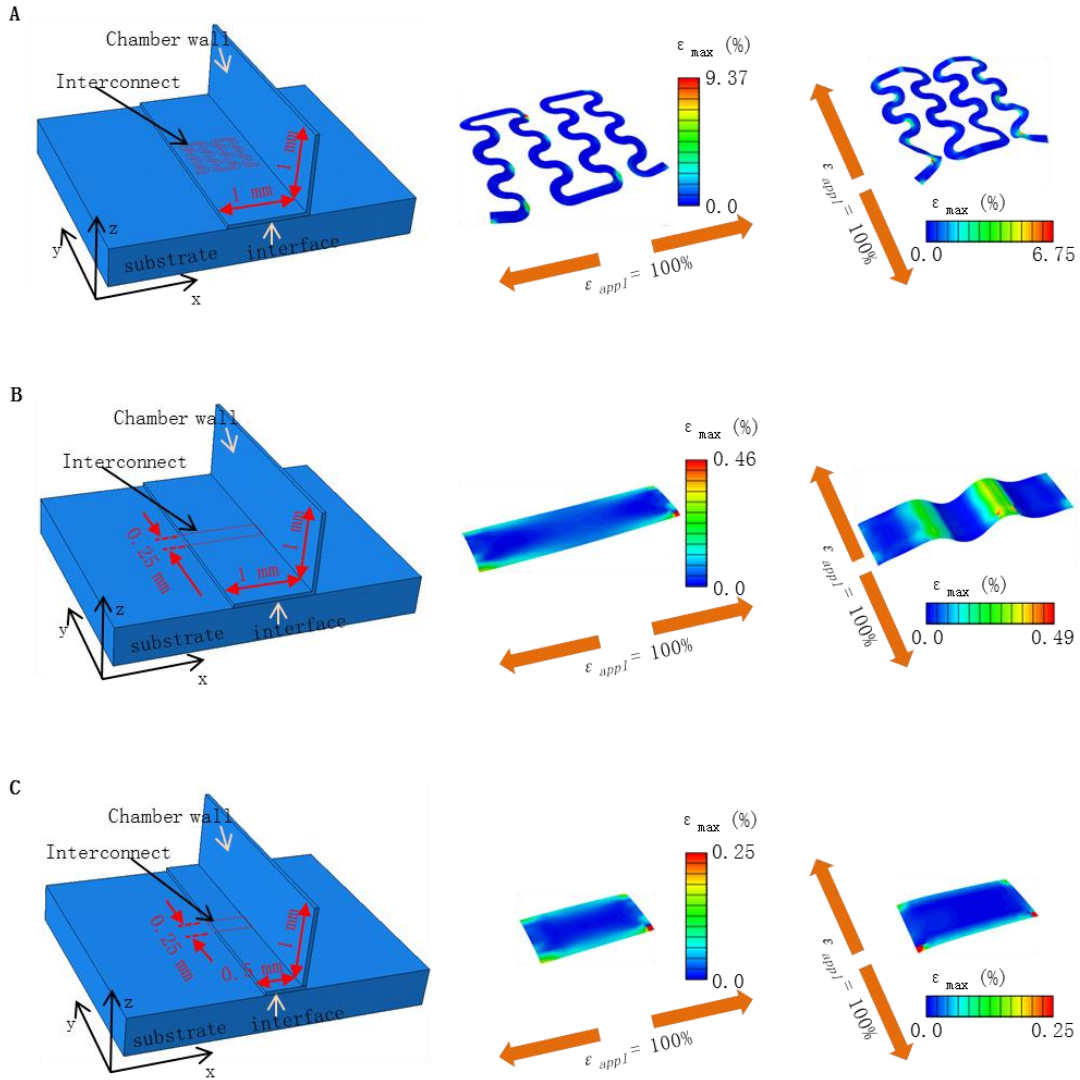 A
Chamber wall
Interconnect
1 mm
1 mm
substrate
interface
z
y
x
ε max (%)
9.37
0.0
ε appl = 100%
ε appl = 100%
ε max (%)
0.0 6.75
B
Chamber wall
Interconnect
0.25 mm
1 mm
1 mm
substrate
interface
z
y
x
ε max (%)
0.46
0.0
ε appl = 100%
ε appl = 100%
ε max (%)
0.0 0.49
C
Chamber wall
Interconnect
0.25 mm
0.5 mm
1 mm
substrate
interface
z
y
x
ε max (%)
0.25
0.0
ε appl = 100%
ε appl = 100%
ε max (%)
0.0 0.25